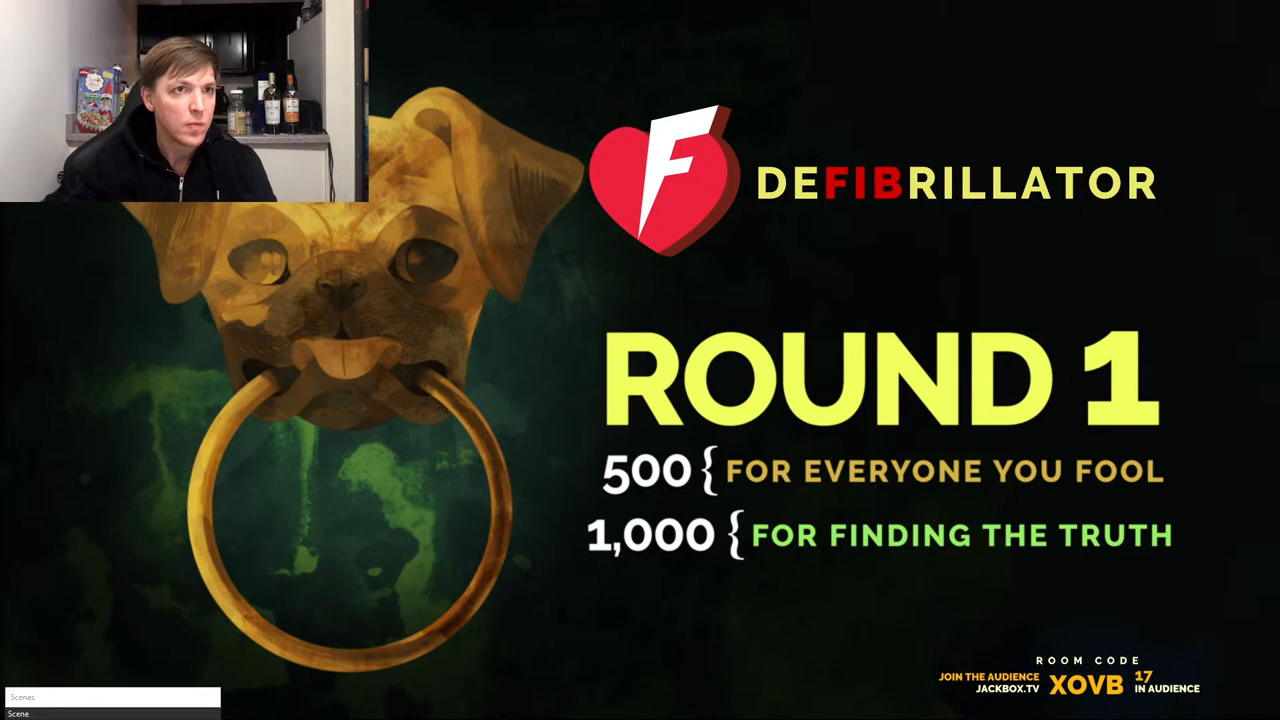 F
DEFIBRILLATOR
ROUND 1
500 { FOR EVERYONE YOU FOOL
1,000 { FOR FINDING THE TRUTH
ROOM CODE
JOIN THE AUDIENCE
JACKBOX.TV
XOVB
17
IN AUDIENCE
Scenes
Scene